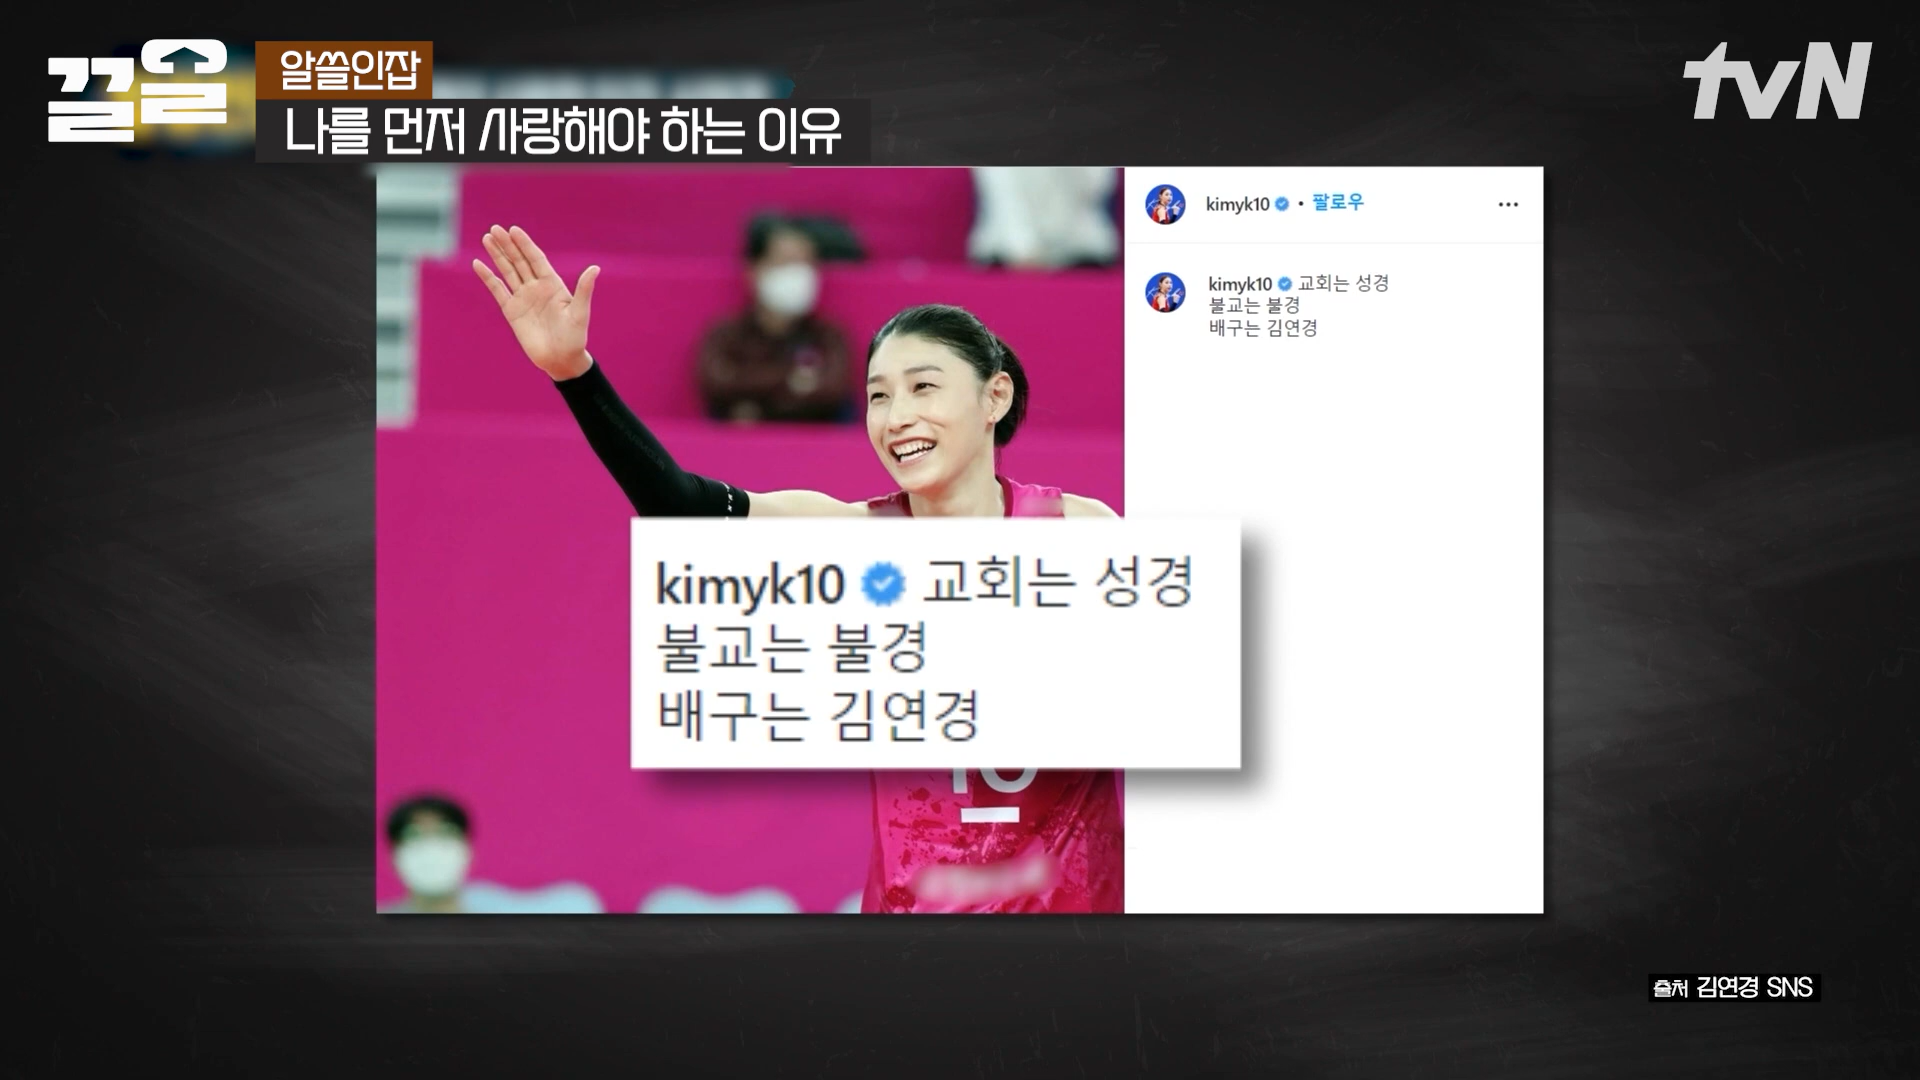 끌올
알쓸인잡
나를 먼저 사랑해야 하는 이유
tvN
kimyk10 • 팔로우
kimyk10 교회는 성경
불교는 불경
배구는 김연경
kimyk10 교회는 성경
불교는 불경
배구는 김연경
10
출처 김연경 SNS